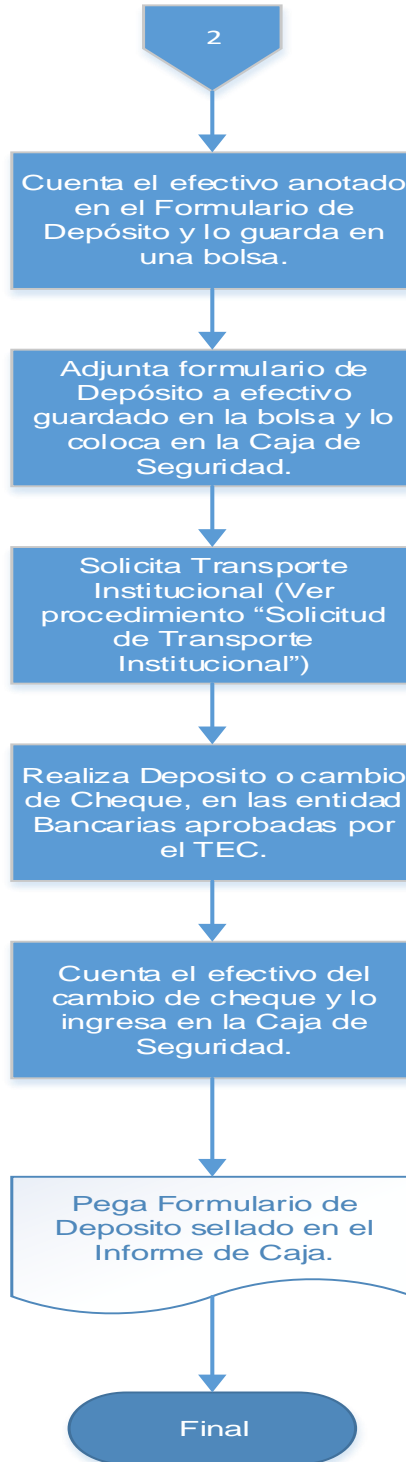 2
Cuenta el efectivo anotado
en el Formulario de
Depósito y lo guarda en
una bolsa.
Adjunta formulario de
Depósito a efectivo
guardado en la bolsa y lo
coloca en la Caja de
Seguridad.
Solicita Transporte
Institucional (Ver
procedimiento “Solicitud
de Transporte
Institucional”)
Realiza Deposito o cambio
de Cheque, en las entidad
Bancarias aprobadas por
el TEC.
Cuenta el efectivo del
cambio de cheque y lo
ingresa en la Caja de
Seguridad.
Pega Formulario de
Deposito sellado en el
Informe de Caja.
Final